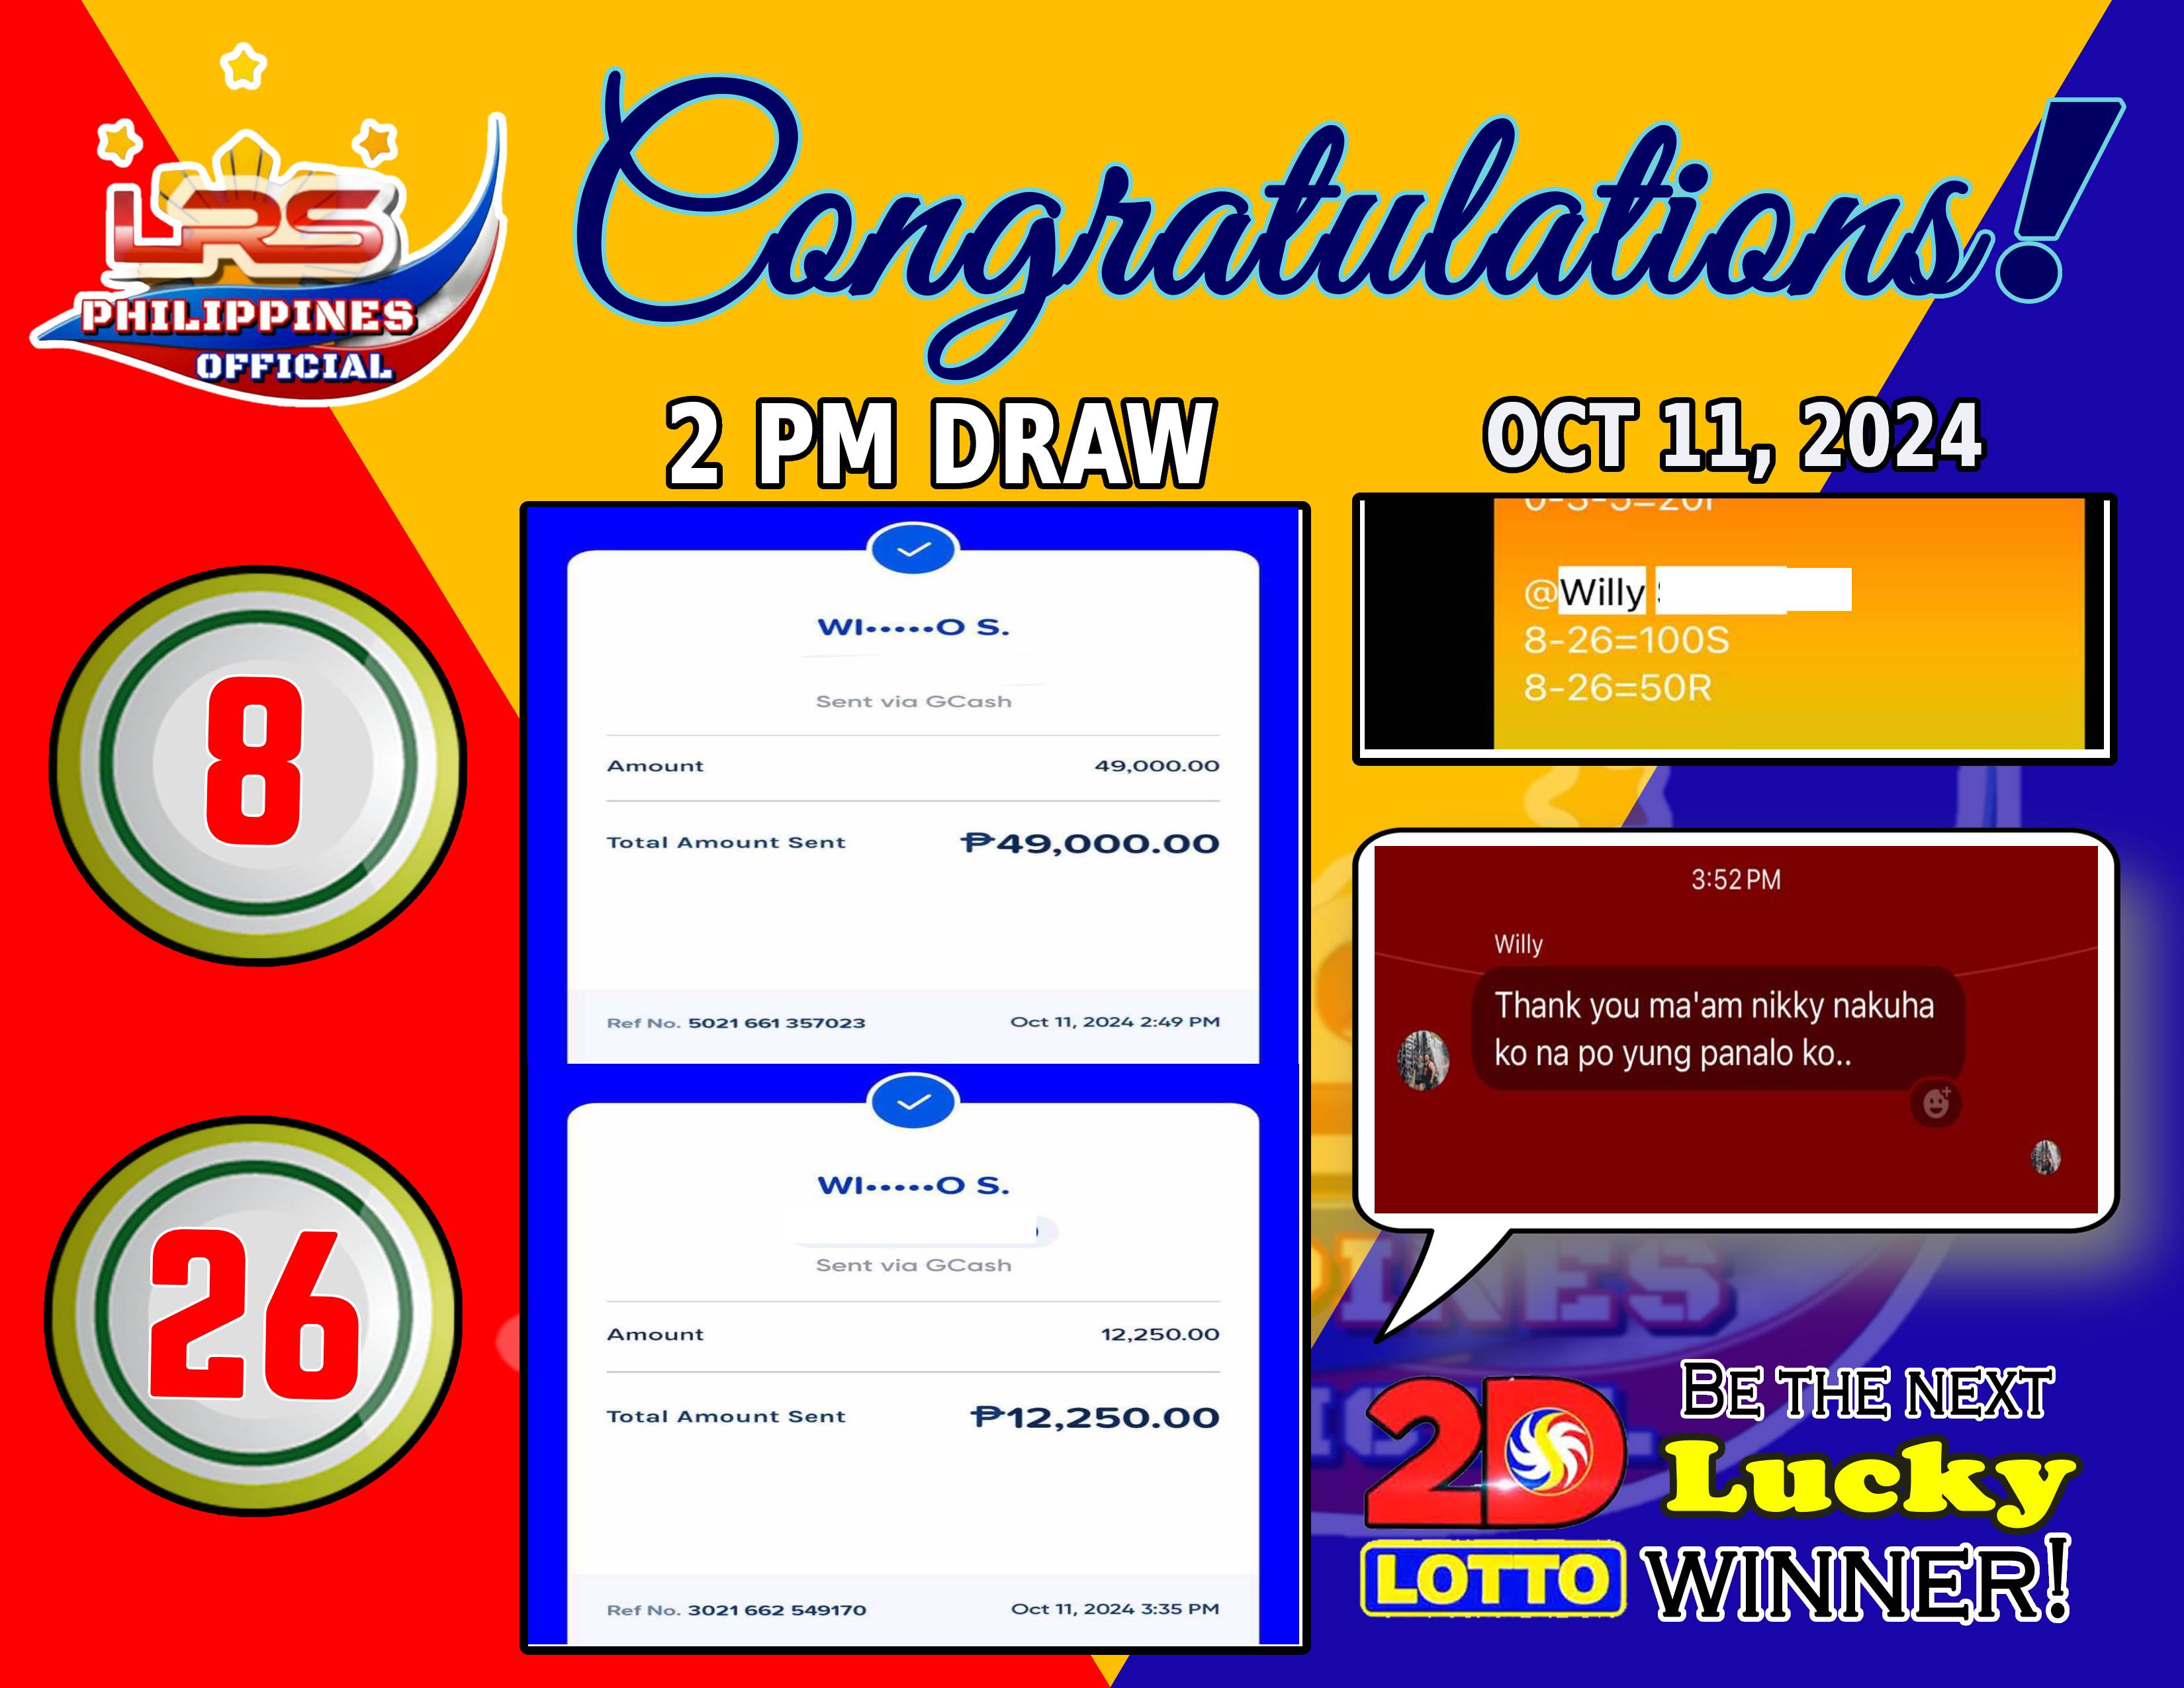 LRS
PHILIPPINES
OFFICIAL
Congratulations!
2 PM DRAW
OCT 11, 2024
8
26
WI•••••O S.
Sent via GCash
Amount 49,000.00
Total Amount Sent ₱49,000.00
Ref No. 5021 661 357023 Oct 11, 2024 2:49 PM
WI•••••O S.
Sent via GCash
Amount 12,250.00
Total Amount Sent ₱12,250.00
Ref No. 3021 662 549170 Oct 11, 2024 3:35 PM
@Willy
8-26=100S
8-26=50R
3:52 PM
Willy
Thank you ma'am nikky nakuha
ko na po yung panalo ko..
2D
LOTTO
BE THE NEXT
Lucky
WINNER!